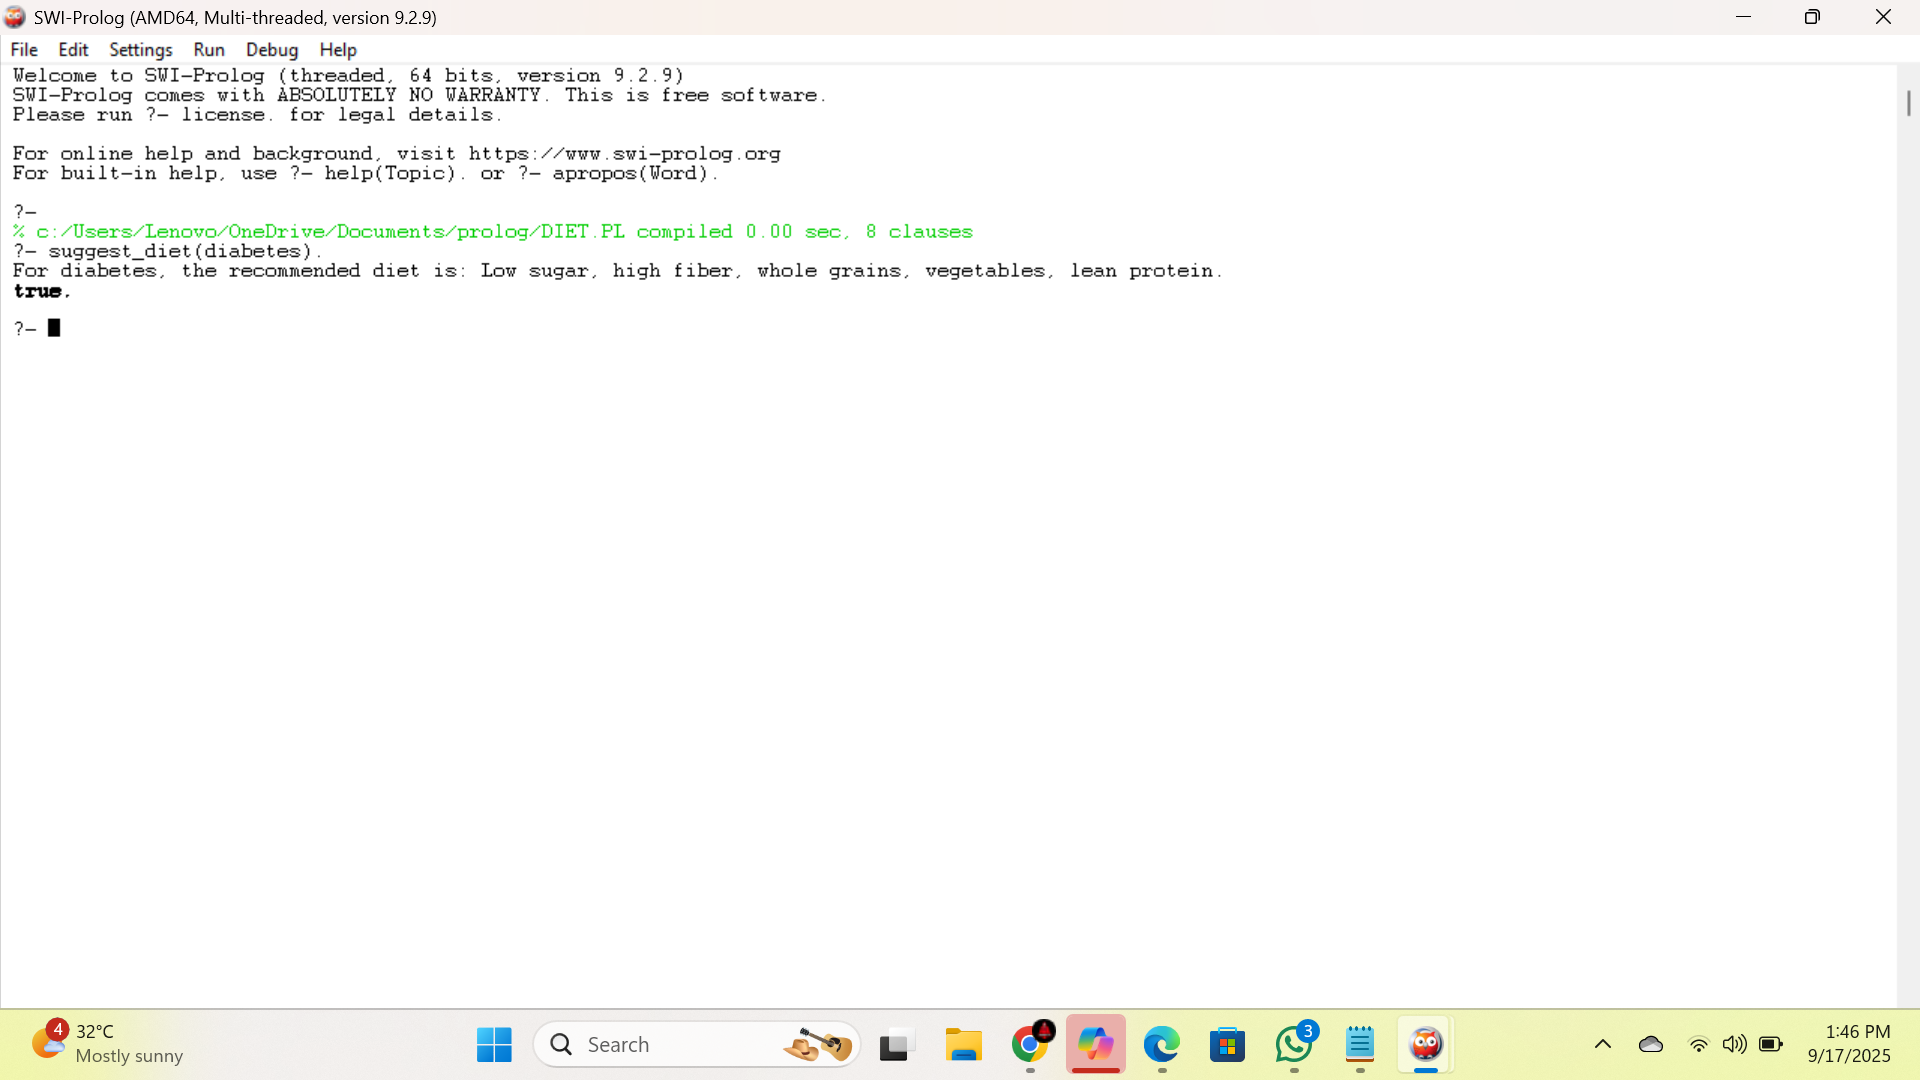 SWI-Prolog (AMD64, Multi-threaded, version 9.2.9)
File Edit Settings Run Debug Help
Welcome to SWI-Prolog (threaded, 64 bits, version 9.2.9)
SWI-Prolog comes with ABSOLUTELY NO WARRANTY. This is free software.
Please run ?- license. for legal details.
For online help and background, visit https://www.swi-prolog.org
For built-in help, use ?- help(Topic). or ?- apropos(Word).
?-
% c:/Users/Lenovo/OneDrive/Documents/prolog/DIET.PL compiled 0.00 sec, 8 clauses
?- suggest_diet(diabetes).
For diabetes, the recommended diet is: Low sugar, high fiber, whole grains, vegetables, lean protein.
true.
?-
4 32°C
Mostly sunny
Search
3
1:46 PM
9/17/2025